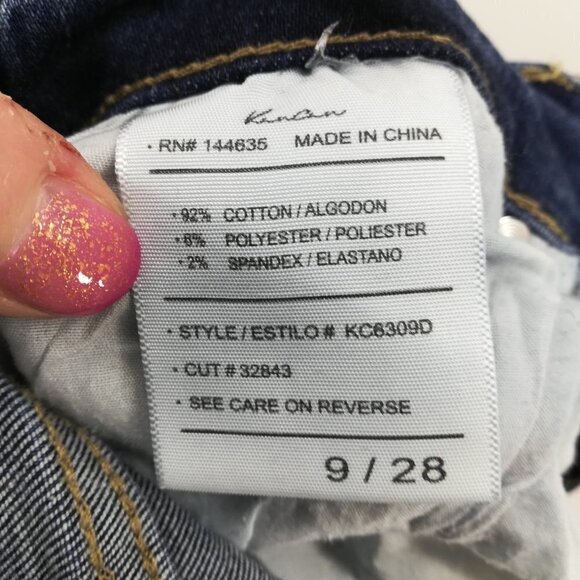 KanCan
• RN# 144635 MADE IN CHINA
• 92% COTTON / ALGODON
• 6% POLYESTER / POLIESTER
• 2% SPANDEX / ELASTANO
• STYLE / ESTILO # KC6309D
• CUT # 32843
• SEE CARE ON REVERSE
9 / 28